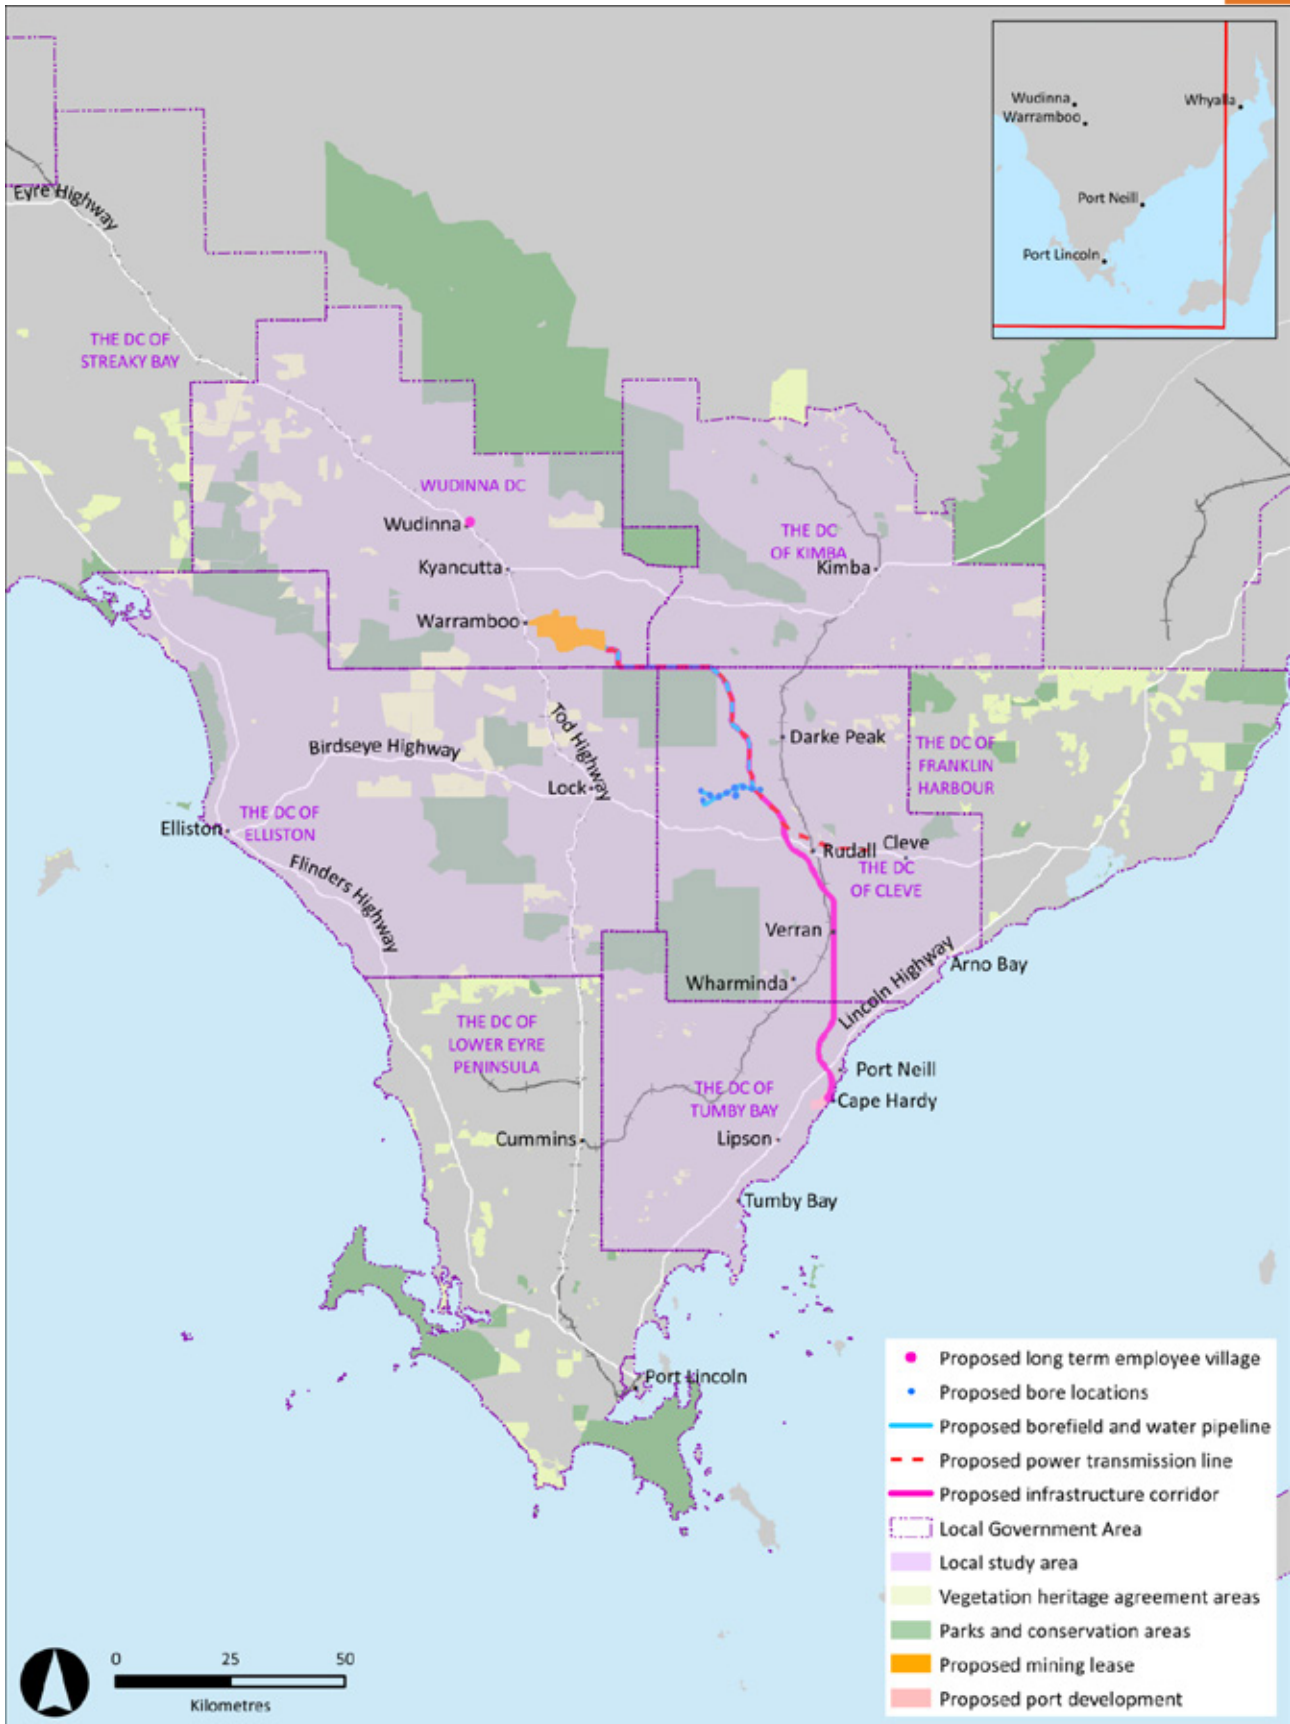 Wudinna
Warramboo
Whyalla
Port Neill
Port Lincoln
Eyre Highway
THE DC OF
STREAKY BAY
WUDINNA DC
Wudinna
THE DC
OF KIMBA
Kyancutta
Kimba
Warramboo
Tod Highway
Darke Peak
Birdseye Highway
THE DC OF
FRANKLIN
HARBOUR
Lock
THE DC OF
ELLISTON
Elliston
Rudall
Cleve
THE DC
OF CLEVE
Flinders Highway
Verran
Lincoln Highway
Arno Bay
Wharminda
THE DC OF
LOWER EYRE
PENINSULA
Port Neill
THE DC OF
TUMBY BAY
Cape Hardy
Cummins
Lipson
Tumby Bay
Port Lincoln
Proposed long term employee village
Proposed bore locations
Proposed borefield and water pipeline
Proposed power transmission line
Proposed infrastructure corridor
Local Government Area
Local study area
Vegetation heritage agreement areas
Parks and conservation areas
Proposed mining lease
Proposed port development
0 25 50
Kilometres